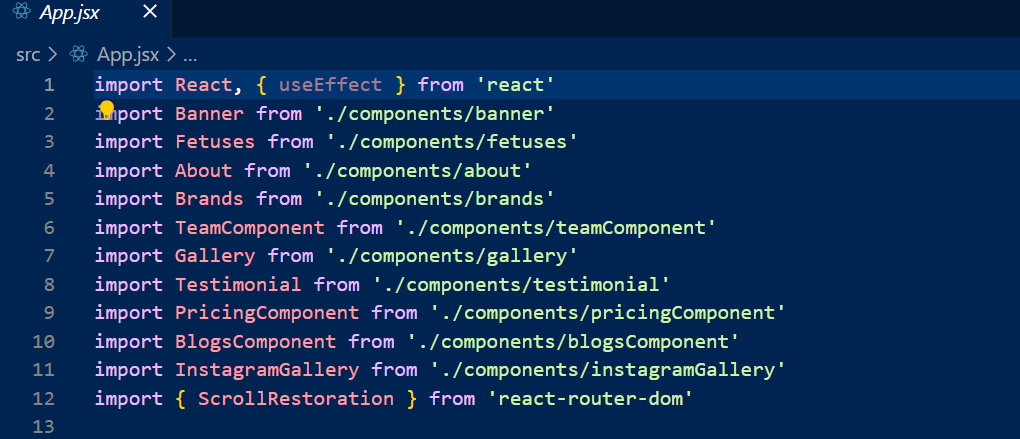 App.jsx
src > App.jsx > ...
1 import React, { useEffect } from 'react'
2 import Banner from './components/banner'
3 import Fetuses from './components/fetuses'
4 import About from './components/about'
5 import Brands from './components/brands'
6 import TeamComponent from './components/teamComponent'
7 import Gallery from './components/gallery'
8 import Testimonial from './components/testimonial'
9 import PricingComponent from './components/pricingComponent'
10 import BlogsComponent from './components/blogsComponent'
11 import InstagramGallery from './components/instagramGallery'
12 import { ScrollRestoration } from 'react-router-dom'
13